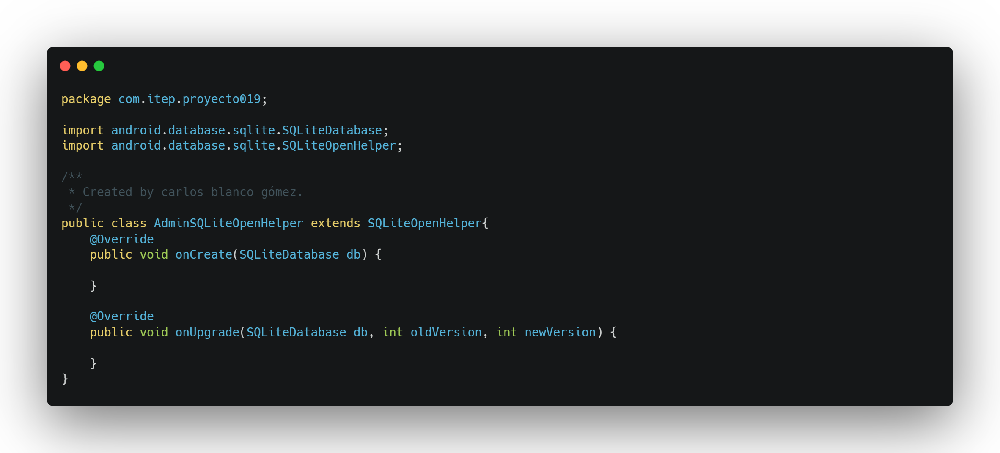 package com.itep.proyecto019;
import android.database.sqlite.SQLiteDatabase;
import android.database.sqlite.SQLiteOpenHelper;
/**
 * Created by carlos blanco gómez.
 */
public class AdminSQLiteOpenHelper extends SQLiteOpenHelper{
    @Override
    public void onCreate(SQLiteDatabase db) {
    }
    @Override
    public void onUpgrade(SQLiteDatabase db, int oldVersion, int newVersion) {
    }
}